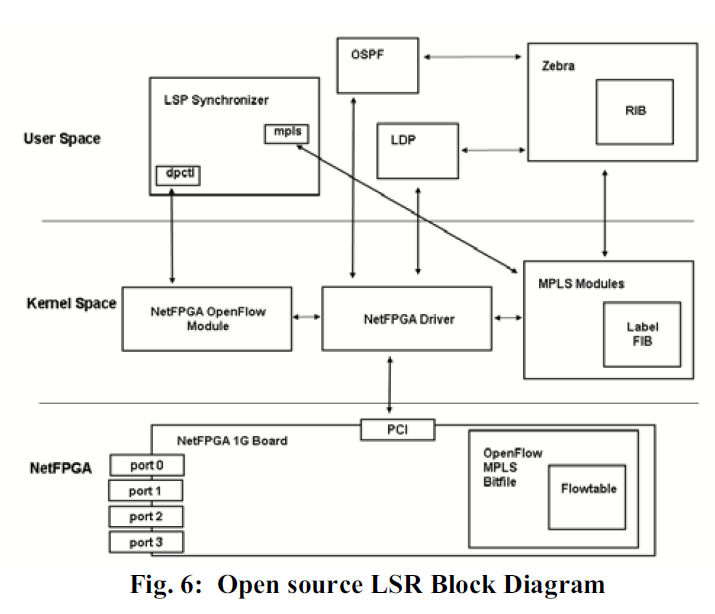 OSPF
Zebra
LSP Synchronizer
RIB
mpls
User Space
LDP
dpctl
MPLS Modules
Kernel Space
NetFPGA OpenFlow
Module
NetFPGA Driver
Label
FIB
PCI
NetFPGA 1G Board
OpenFlow
MPLS
Bitfile
NetFPGA
port 0
Flowtable
port 1
port 2
port 3
Fig. 6: Open source LSR Block Diagram